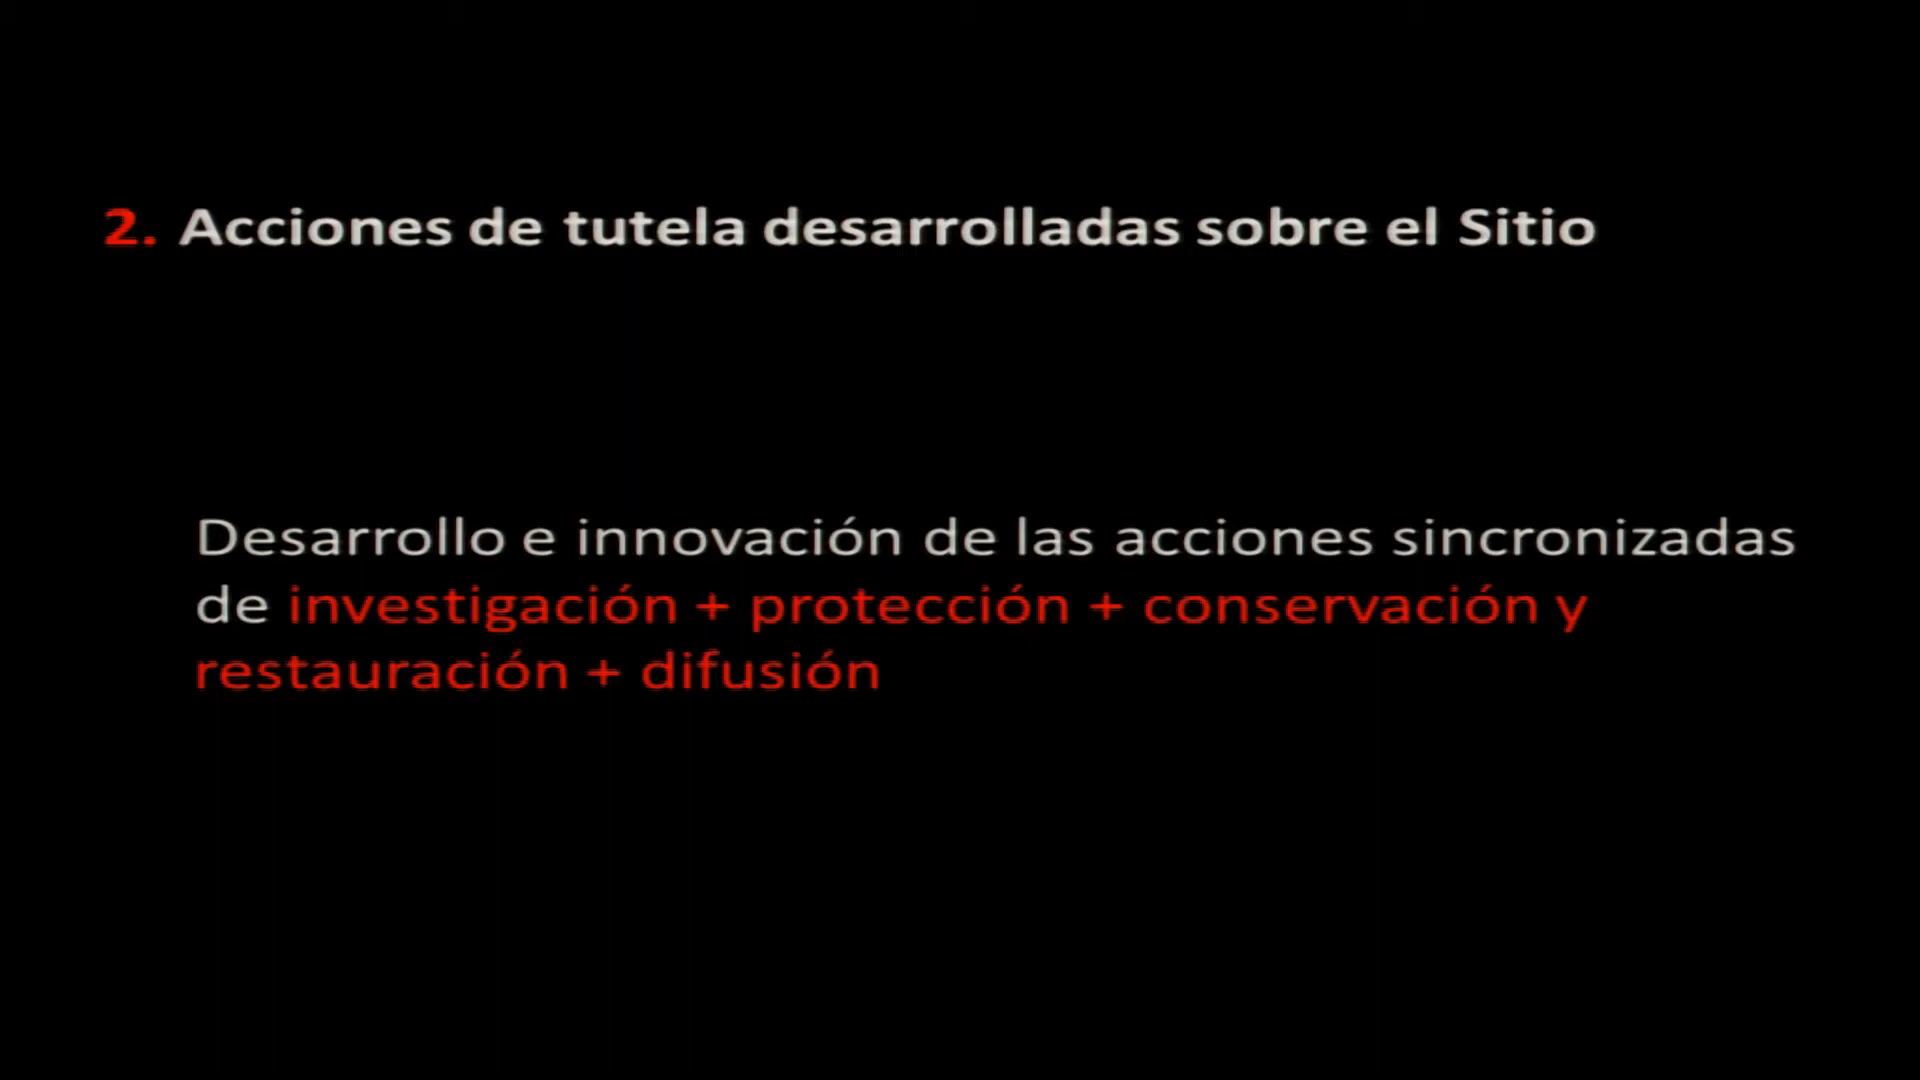 2. Acciones de tutela desarrolladas sobre el Sitio
Desarrollo e innovación de las acciones sincronizadas
de investigación + protección + conservación y
restauración + difusión